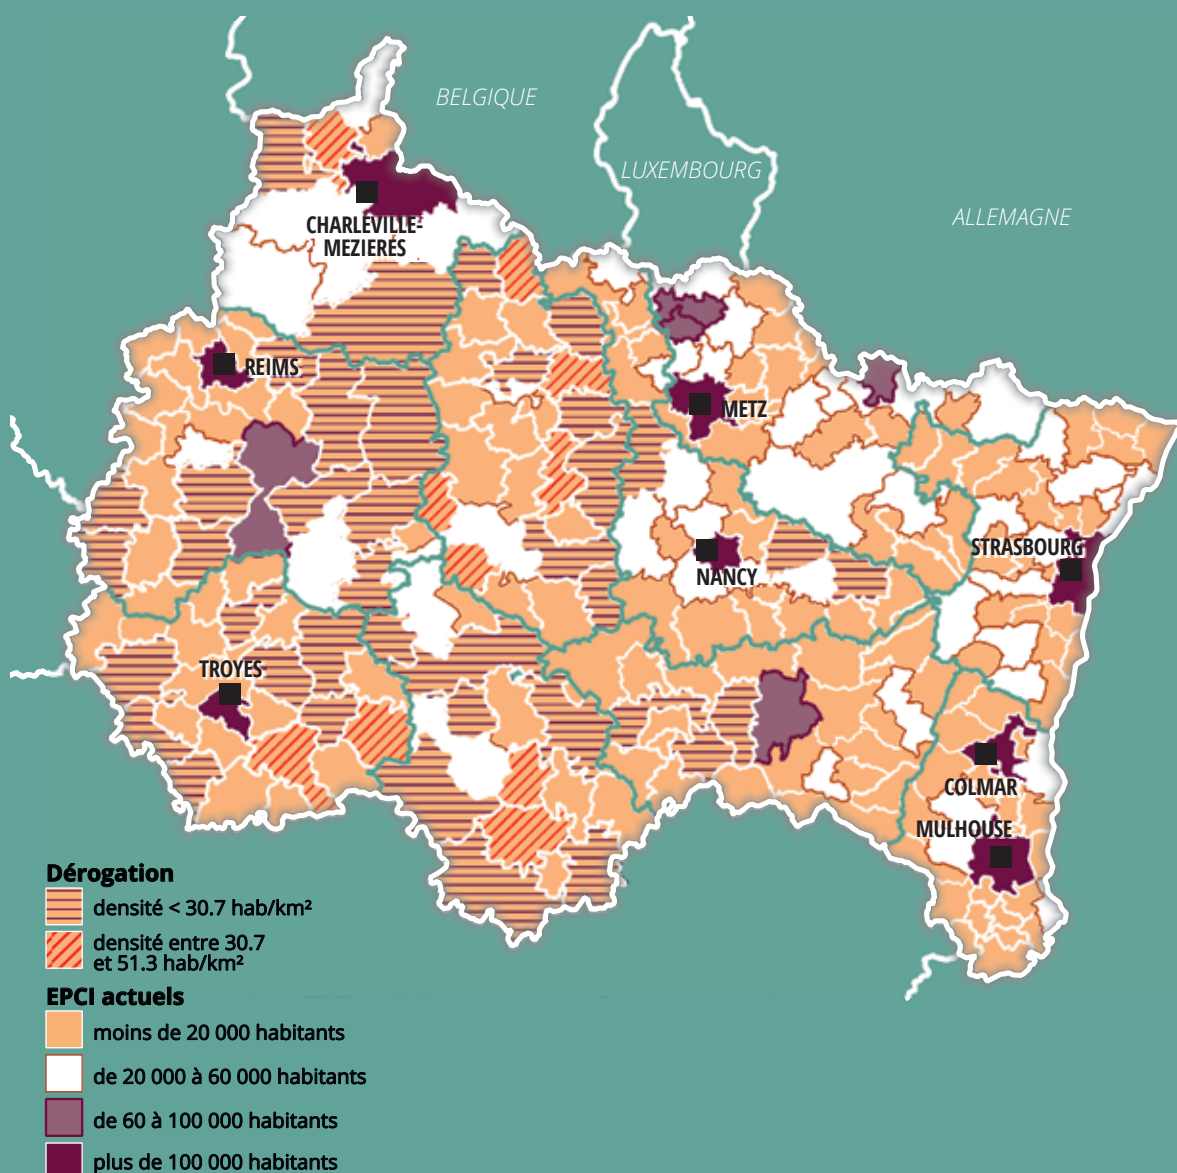 BELGIQUE
LUXEMBOURG
ALLEMAGNE
CHARLEVILLE-
MEZIERES
REIMS
METZ
STRASBOURG
NANCY
TROYES
COLMAR
MULHOUSE
Dérogation
densité < 30.7 hab/km²
densité entre 30.7
et 51.3 hab/km²
EPCI actuels
moins de 20 000 habitants
de 20 000 à 60 000 habitants
de 60 à 100 000 habitants
plus de 100 000 habitants